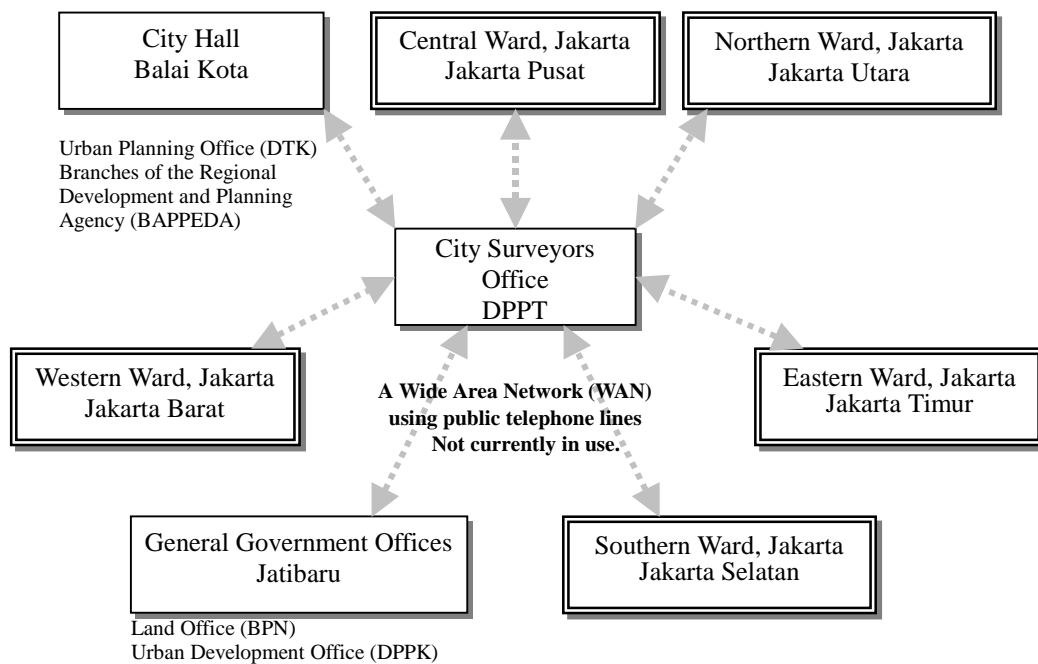 City Hall
Balai Kota
Central Ward, Jakarta
Jakarta Pusat
Northern Ward, Jakarta
Jakarta Utara
Urban Planning Office (DTK)
Branches of the Regional
Development and Planning
Agency (BAPPEDA)
City Surveyors
Office
DPPT
Western Ward, Jakarta
Jakarta Barat
A Wide Area Network (WAN)
using public telephone lines
Not currently in use.
Eastern Ward, Jakarta
Jakarta Timur
General Government Offices
Jatibaru
Southern Ward, Jakarta
Jakarta Selatan
Land Office (BPN)
Urban Development Office (DPPK)